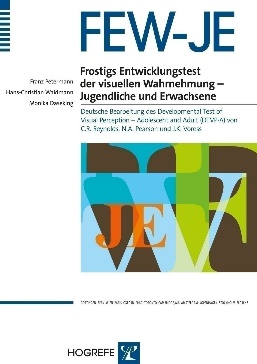 FEW-JE
Franz Petermann
Hans-Christian Waldmann
Monika Daseking
Frostigs Entwicklungstest
der visuellen Wahrnehmung –
Jugendliche und Erwachsene
Deutsche Bearbeitung des Developmental Test of
Visual Perception – Adolescent and Adult (DTVP-A) von
C.R. Reynolds, N.A. Pearson und J.K. Voress
FEW
JE
HOGREFE